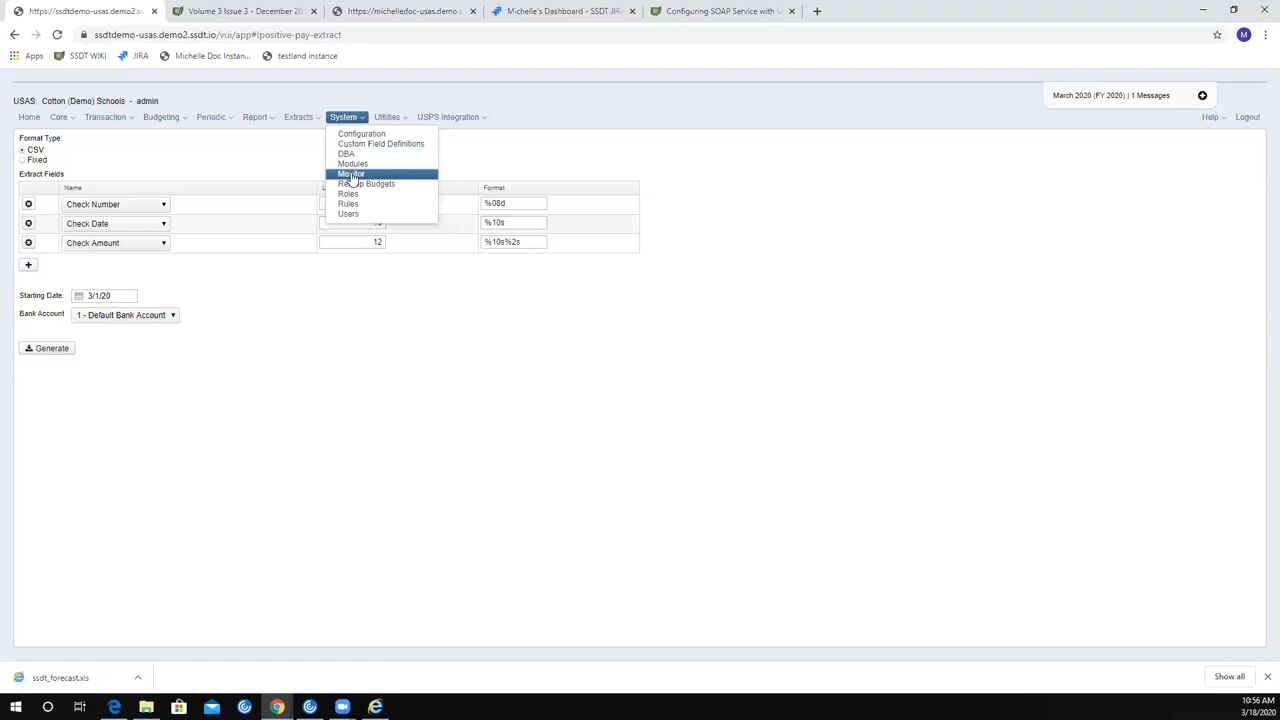 https://ssdtdemo-usas.demo2.ss
Volume 3 Issue 3 – December 20
https://michelledoc-usas.demo.s
Michelle's Dashboard - SSDT JIR
Configuring SOAP Service with U
ssdtdemo-usas.demo2.ssdt.io/vui/app#!positive-pay-extract
M
Apps
SSDT WIKI
JIRA
Michelle Doc Instan...
testland instance
USAS: Cotton (Demo) Schools - admin
March 2020 (FY 2020) | 1 Messages
Home
Core
Transaction
Budgeting
Periodic
Report
Extracts
System
Utilities
USPS Integration
Help
Logout
Configuration
Custom Field Definitions
DBA
Modules
Roles
Rules
Users
Format Type:
CSV
Fixed
Extract Fields
Name
Format
Check Number
%08d
Check Date
%10s
Check Amount
12
%10s%2s
Starting Date:
3/1/20
Bank Account
1 - Default Bank Account
Generate
ssdt_forecast.xls
Show all
10:56 AM
3/18/2020